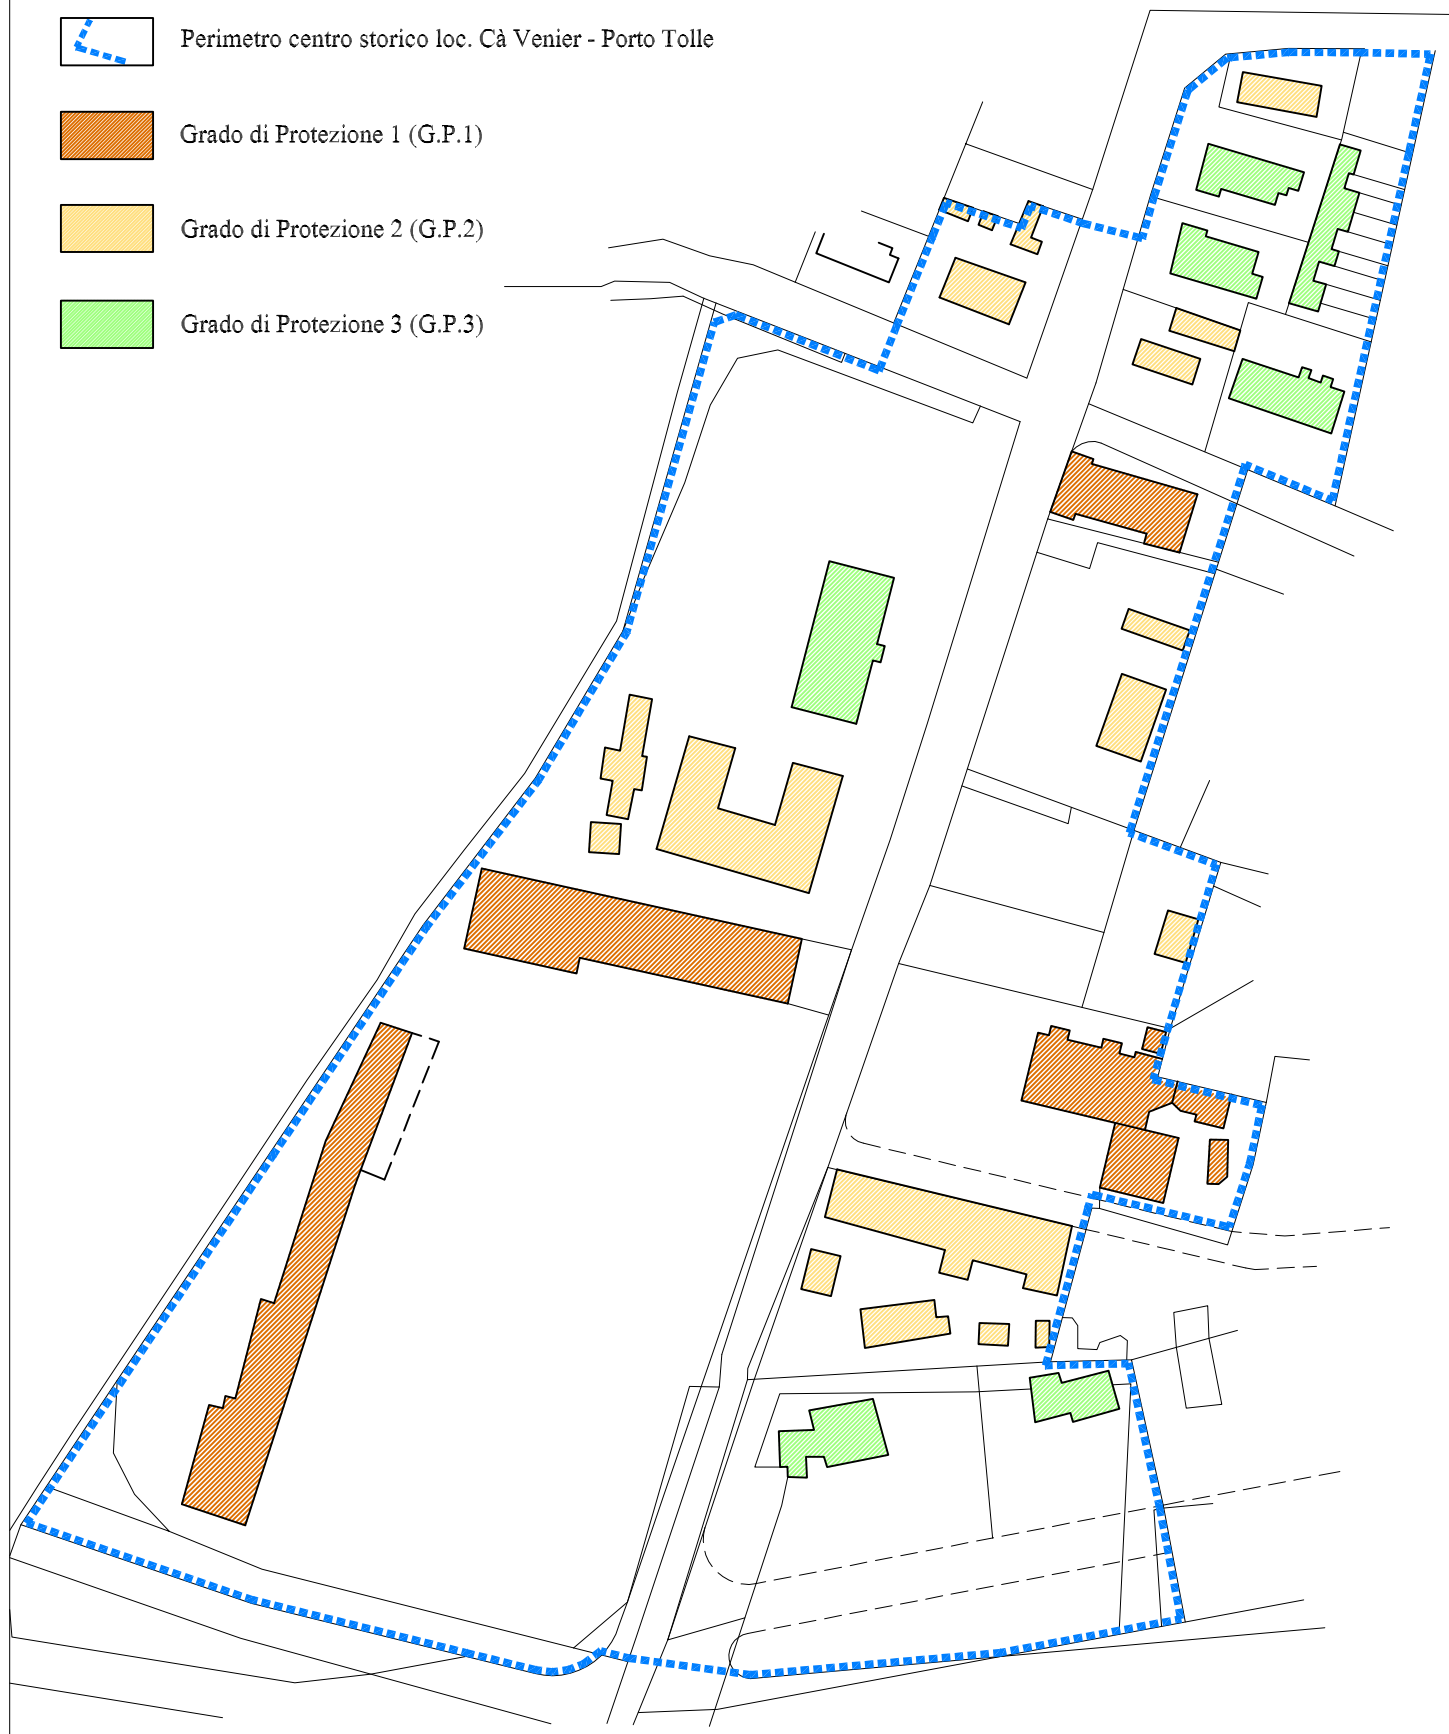 Perimetro centro storico loc. Cà Venier - Porto Tolle
Grado di Protezione 1 (G.P.1)
Grado di Protezione 2 (G.P.2)
Grado di Protezione 3 (G.P.3)